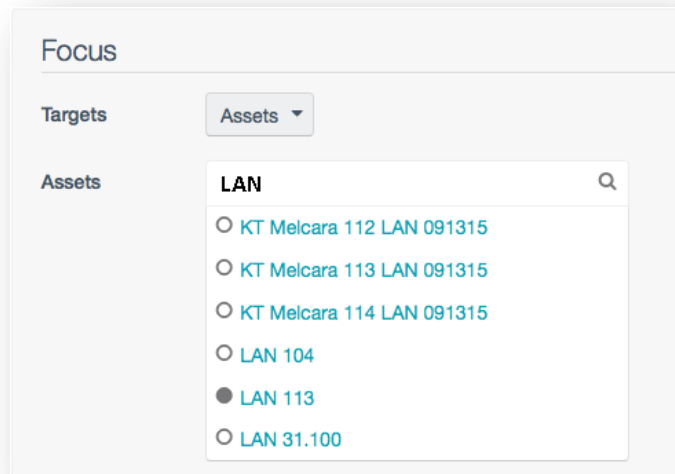 Focus
Targets Assets
Assets LAN
KT Melcara 112 LAN 091315
KT Melcara 113 LAN 091315
KT Melcara 114 LAN 091315
LAN 104
LAN 113
LAN 31.100